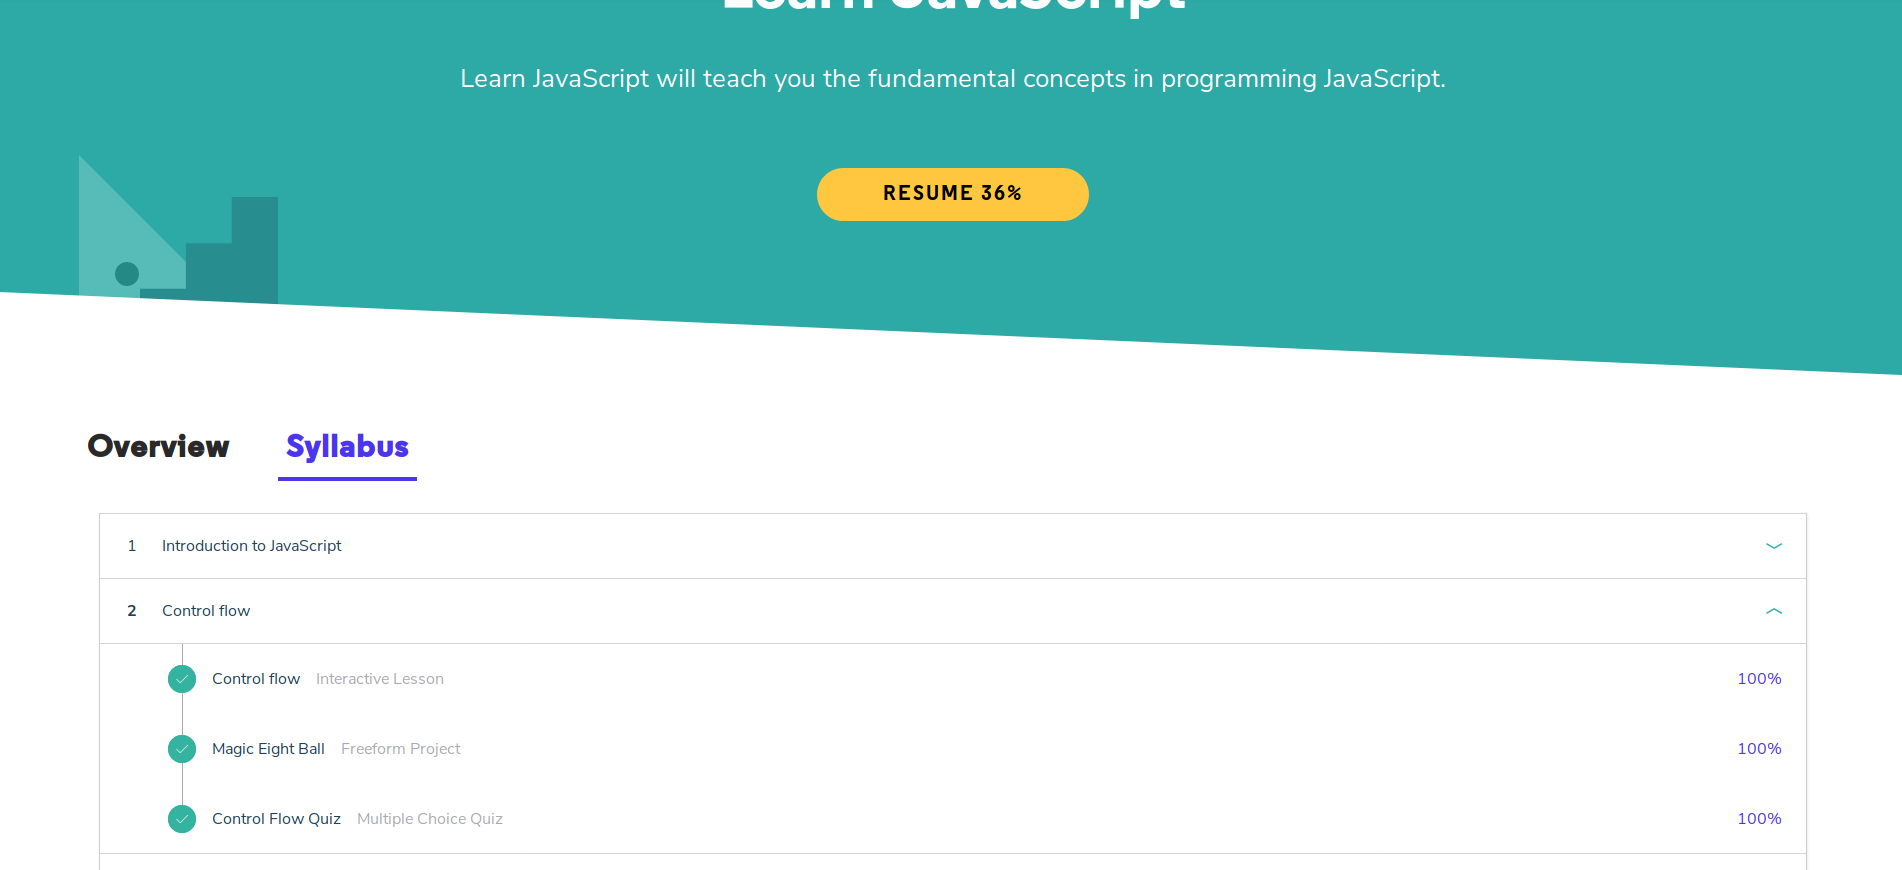 Learn JavaScript
Learn JavaScript will teach you the fundamental concepts in programming JavaScript.
RESUME 36%
Overview Syllabus
1 Introduction to JavaScript
2 Control flow
Control flow Interactive Lesson 100%
Magic Eight Ball Freeform Project 100%
Control Flow Quiz Multiple Choice Quiz 100%